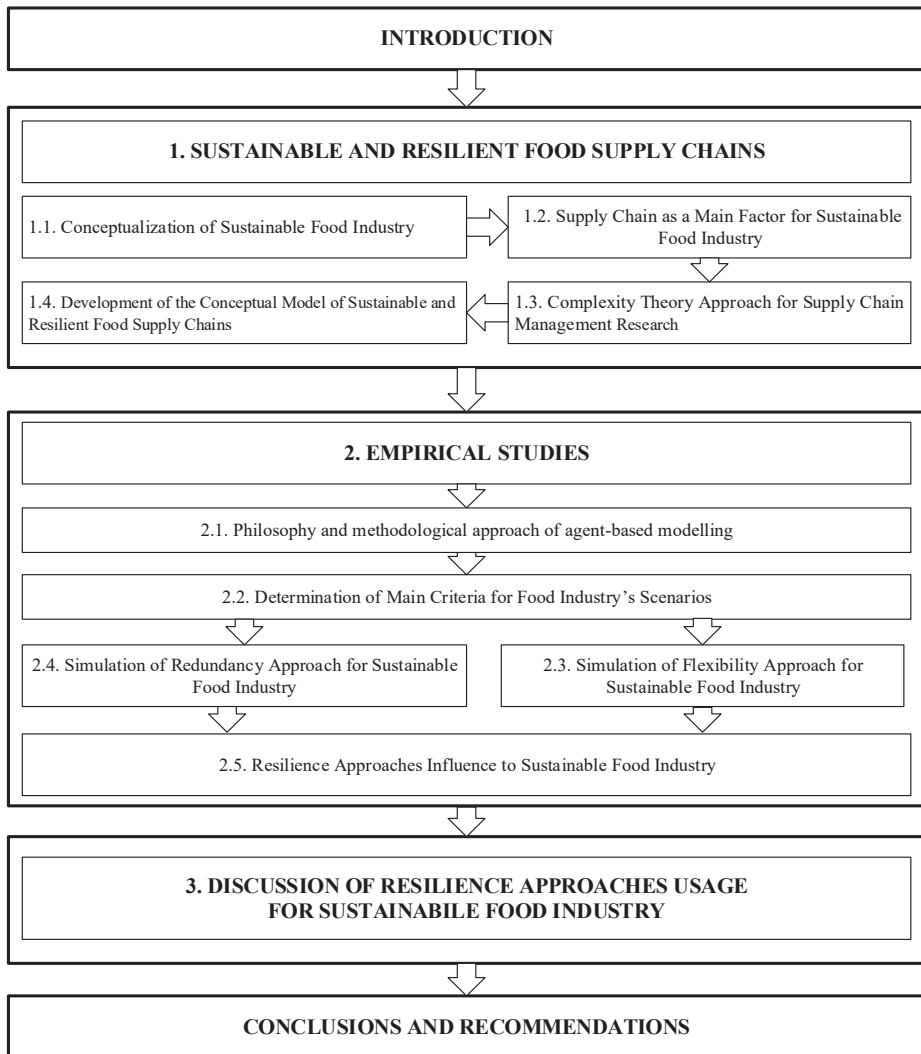 INTRODUCTION
1. SUSTAINABLE AND RESILIENT FOOD SUPPLY CHAINS
1.1. Conceptualization of Sustainable Food Industry
1.2. Supply Chain as a Main Factor for Sustainable
Food Industry
1.4. Development of the Conceptual Model of Sustainable and
Resilient Food Supply Chains
1.3. Complexity Theory Approach for Supply Chain
Management Research
2. EMPIRICAL STUDIES
2.1. Philosophy and methodological approach of agent-based modelling
2.2. Determination of Main Criteria for Food Industry’s Scenarios
2.4. Simulation of Redundancy Approach for Sustainable
Food Industry
2.3. Simulation of Flexibility Approach for
Sustainable Food Industry
2.5. Resilience Approaches Influence to Sustainable Food Industry
3. DISCUSSION OF RESILIENCE APPROACHES USAGE
FOR SUSTAINABILE FOOD INDUSTRY
CONCLUSIONS AND RECOMMENDATIONS